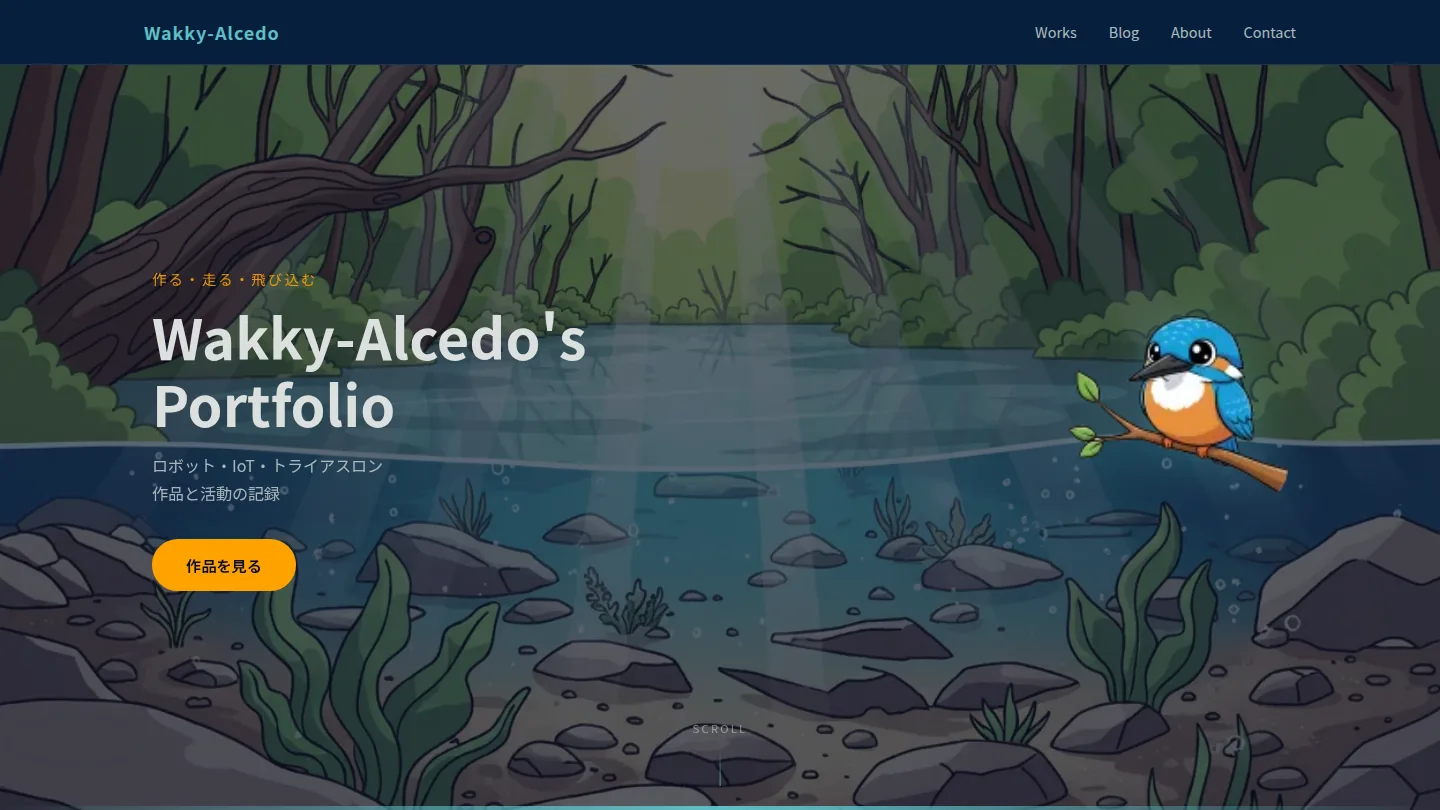 Wakky-Alcedo
Works
Blog
About
Contact
作る・走る・飛び込む
Wakky-Alcedo's
Portfolio
ロボット・IoT・トライアスロン
作品と活動の記録
作品を見る
SCROLL